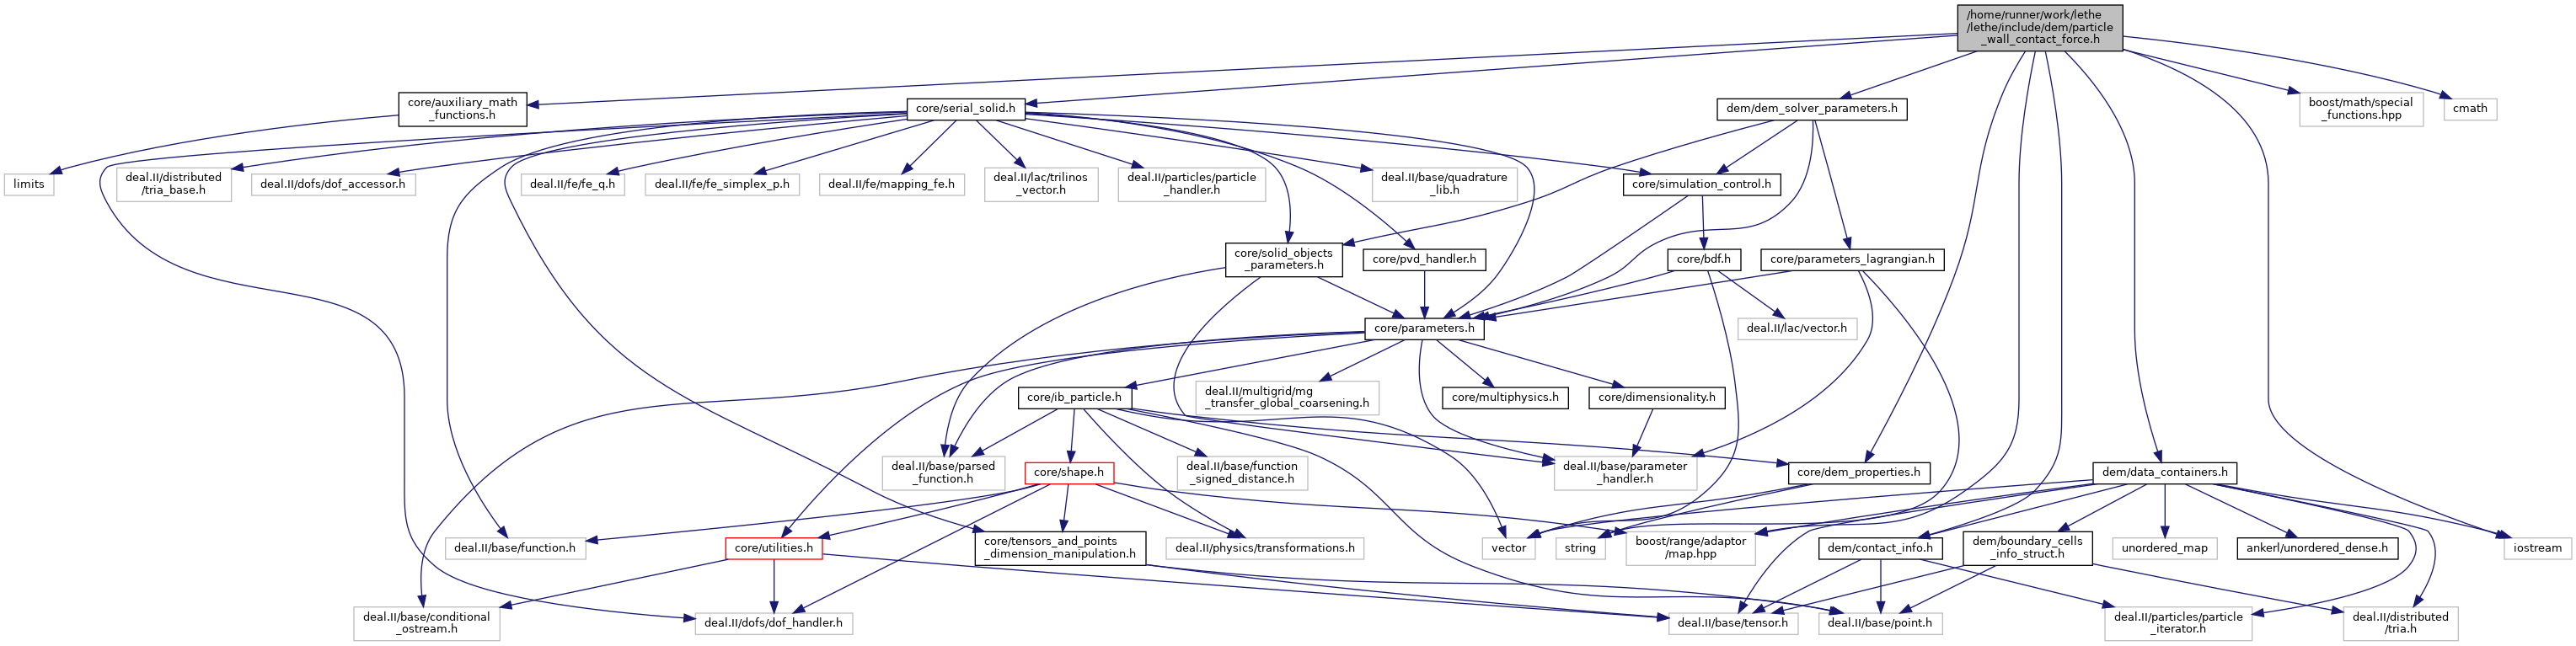 /home/runner/work/lethe
/lethe/include/dem/particle
_wall_contact_force.h
core/auxiliary_math
_functions.h
core/serial_solid.h
dem/dem_solver_parameters.h
boost/math/special
_functions.hpp
cmath
limits
deal.II/distributed
/tria_base.h
deal.II/dofs/dof_accessor.h
deal.II/fe/fe_q.h
deal.II/fe/fe_simplex_p.h
deal.II/fe/mapping_fe.h
deal.II/lac/trilinos
_vector.h
deal.II/particles/particle
_handler.h
deal.II/base/quadrature
_lib.h
core/simulation_control.h
core/solid_objects
_parameters.h
core/pvd_handler.h
core/bdf.h
core/parameters_lagrangian.h
core/parameters.h
deal.II/lac/vector.h
core/ib_particle.h
deal.II/multigrid/mg
_transfer_global_coarsening.h
core/multiphysics.h
core/dimensionality.h
deal.II/base/parsed
_function.h
core/shape.h
deal.II/base/function
_signed_distance.h
deal.II/base/parameter
_handler.h
core/dem_properties.h
dem/data_containers.h
deal.II/base/function.h
core/utilities.h
core/tensors_and_points
_dimension_manipulation.h
deal.II/physics/transformations.h
vector
string
boost/range/adaptor
/map.hpp
dem/contact_info.h
dem/boundary_cells
_info_struct.h
unordered_map
ankerl/unordered_dense.h
iostream
deal.II/base/conditional
_ostream.h
deal.II/dofs/dof_handler.h
deal.II/base/tensor.h
deal.II/base/point.h
deal.II/particles/particle
_iterator.h
deal.II/distributed
/tria.h